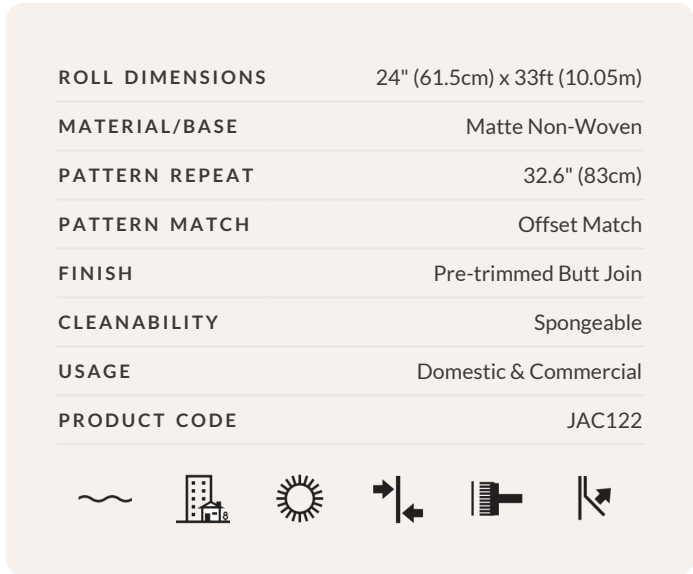 ROLL DIMENSIONS 24" (61.5cm) x 33ft (10.05m)
MATERIAL/BASE Matte Non-Woven
PATTERN REPEAT 32.6" (83cm)
PATTERN MATCH Offset Match
FINISH Pre-trimmed Butt Join
CLEANABILITY Spongeable
USAGE Domestic & Commercial
PRODUCT CODE JAC122